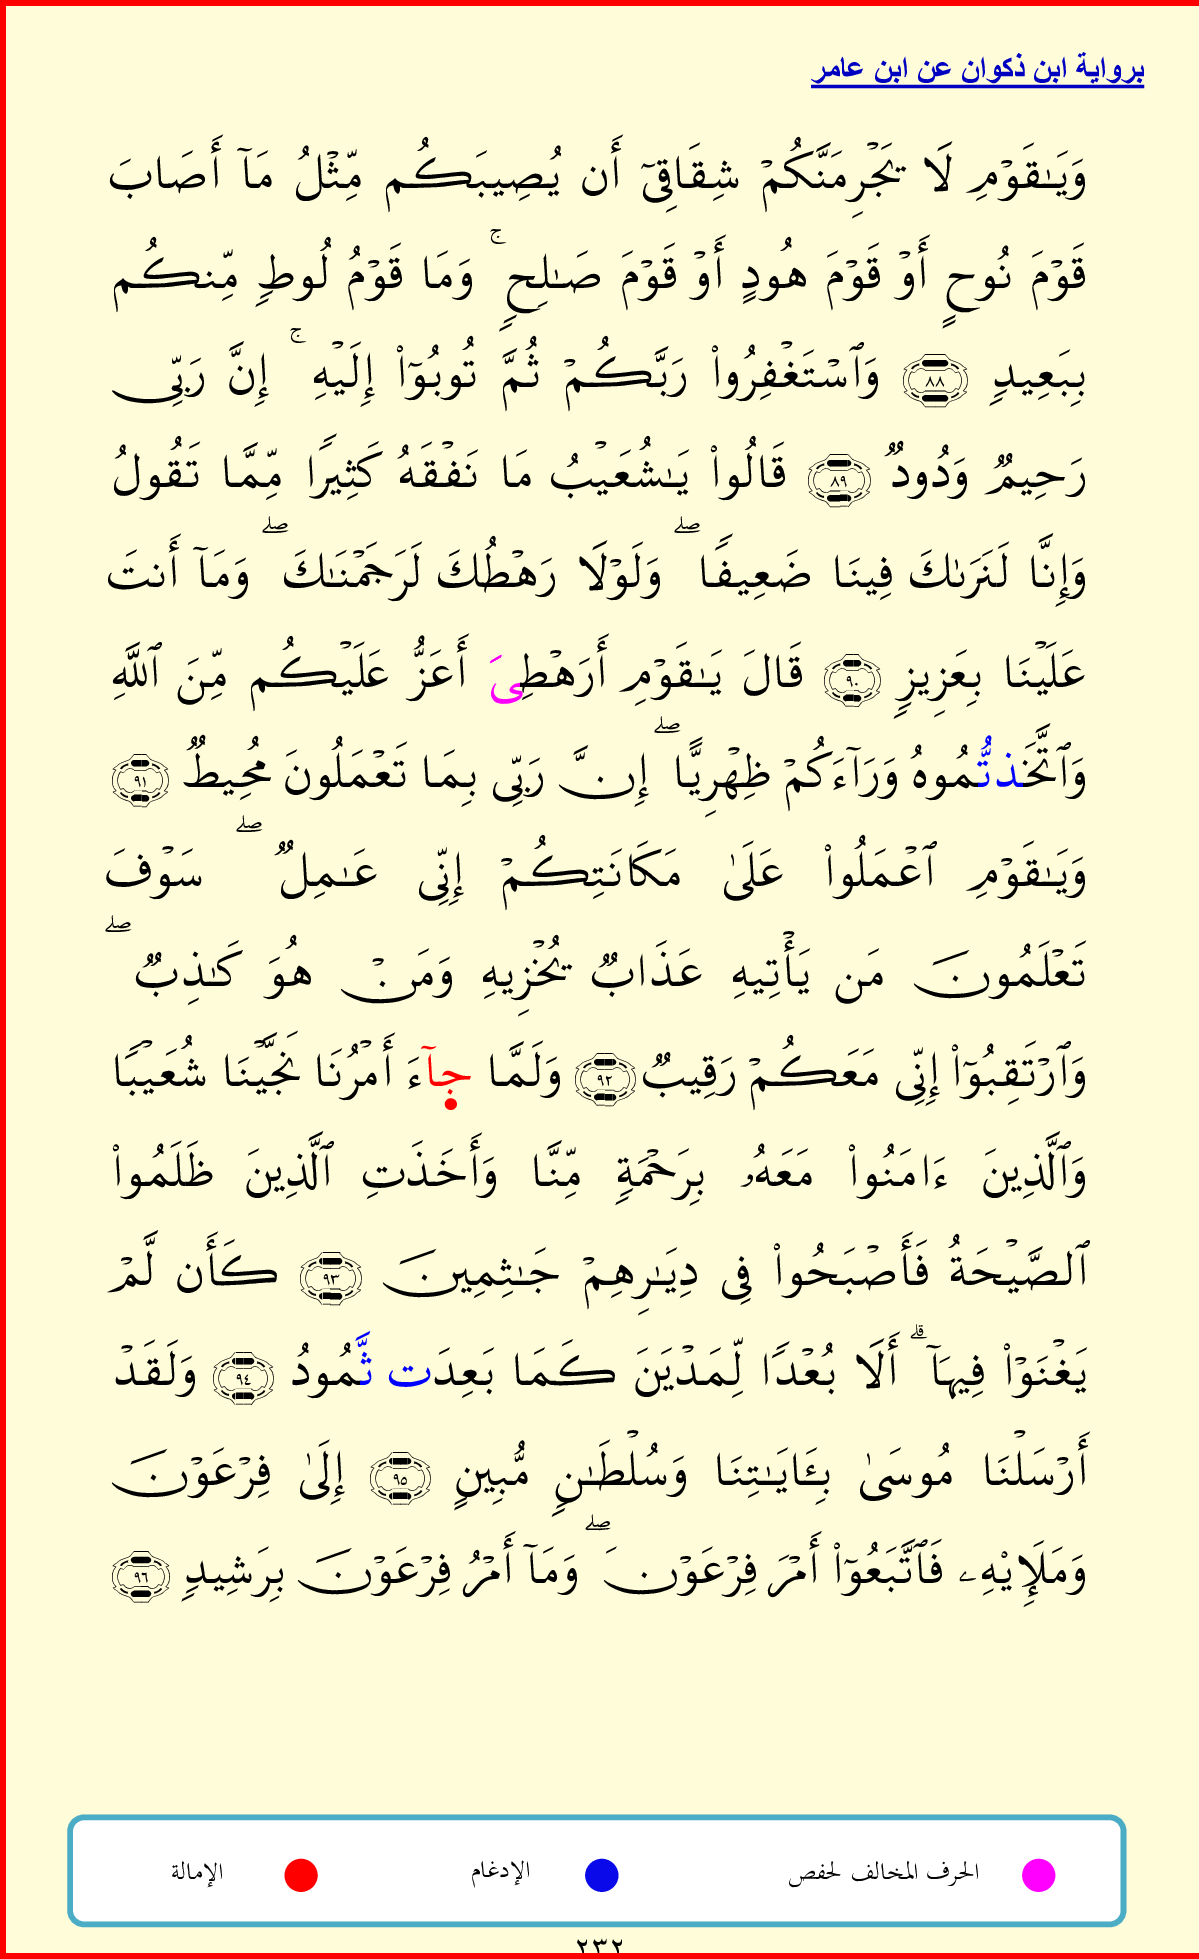 برواية ابن ذكوان عن ابن عامر
وَيَٰقَوۡمِ لَا يَجۡرِمَنَّكُمۡ شِقَاقِيٓ أَن يُصِيبَكُم مِّثۡلُ مَآ أَصَابَ
قَوۡمَ نُوحٍ أَوۡ قَوۡمَ هُودٍ أَوۡ قَوۡمَ صَٰلِحٖۚ وَمَا قَوۡمُ لُوطٖ مِّنكُم
بِبَعِيدٖ ٨٨ وَٱسۡتَغۡفِرُواْ رَبَّكُمۡ ثُمَّ تُوبُوٓاْ إِلَيۡهِۚ إِنَّ رَبِّي
رَحِيمٞ وَدُودٞ ٨٩ قَالُواْ يَٰشُعَيۡبُ مَا نَفۡقَهُ كَثِيرٗا مِّمَّا تَقُولُ
وَإِنَّا لَنَرَىٰكَ فِينَا ضَعِيفٗاۖ وَلَوۡلَا رَهۡطُكَ لَرَجَمۡنَٰكَۖ وَمَآ أَنتَ
عَلَيۡنَا بِعَزِيزٖ ٩٠ قَالَ يَٰقَوۡمِ أَرَهۡطِيَ أَعَزُّ عَلَيۡكُم مِّنَ ٱللَّهِ
وَٱتَّخَذتُّمُوهُ وَرَآءَكُمۡ ظِهۡرِيًّاۖ إِنَّ رَبِّي بِمَا تَعۡمَلُونَ مُحِيطٞ ٩١
وَيَٰقَوۡمِ ٱعۡمَلُواْ عَلَىٰ مَكَانَتِكُمۡ إِنِّي عَٰمِلٞۖ سَوۡفَ
تَعۡلَمُونَ مَن يَأۡتِيهِ عَذَابٞ يُخۡزِيهِ وَمَنۡ هُوَ كَٰذِبٞۖ
وَٱرۡتَقِبُوٓاْ إِنِّي مَعَكُمۡ رَقِيبٞ ٩٢ وَلَمَّا جَآءَ أَمۡرُنَا نَجَّيۡنَا شُعَيۡبٗا
وَٱلَّذِينَ ءَامَنُواْ مَعَهُۥ بِرَحۡمَةٖ مِّنَّا وَأَخَذَتِ ٱلَّذِينَ ظَلَمُواْ
ٱلصَّيۡحَةُ فَأَصۡبَحُواْ فِي دِيَٰرِهِمۡ جَٰثِمِينَ ٩٣ كَأَن لَّمۡ
يَغۡنَوۡاْ فِيهَآۗ أَلَا بُعۡدٗا لِّمَدۡيَنَ كَمَا بَعِدَت ثَّمُودُ ٩٤ وَلَقَدۡ
أَرۡسَلۡنَا مُوسَىٰ بِـَٔايَٰتِنَا وَسُلۡطَٰنٖ مُّبِينٍ ٩٥ إِلَىٰ فِرۡعَوۡنَ
وَمَلَإِيْهِۦ فَٱتَّبَعُوٓاْ أَمۡرَ فِرۡعَوۡنَۖ وَمَآ أَمۡرُ فِرۡعَوۡنَ بِرَشِيدٖ ٩٦
الحرف المخالف لحفص الإدغام الإمالة
٢٣٢